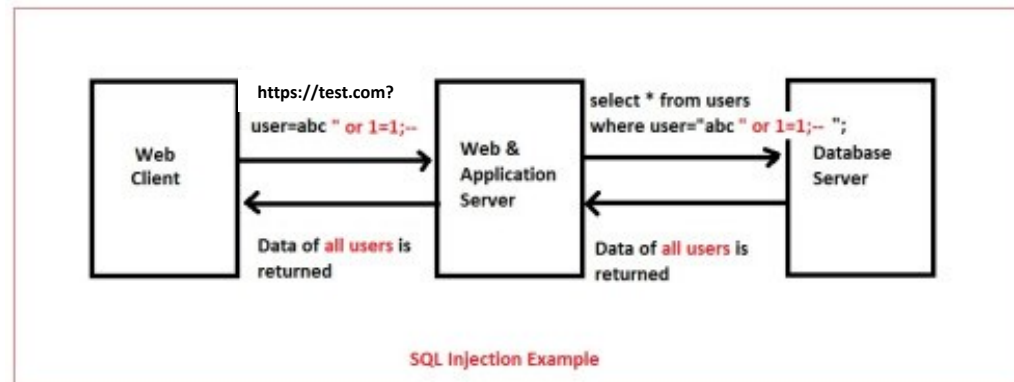 https://test.com?
user=abc " or 1=1;--
select * from users
where user="abc " or 1=1;-- ";
Web
Client
Web &
Application
Server
Database
Server
Data of all users is
returned
Data of all users is
returned
SQL Injection Example